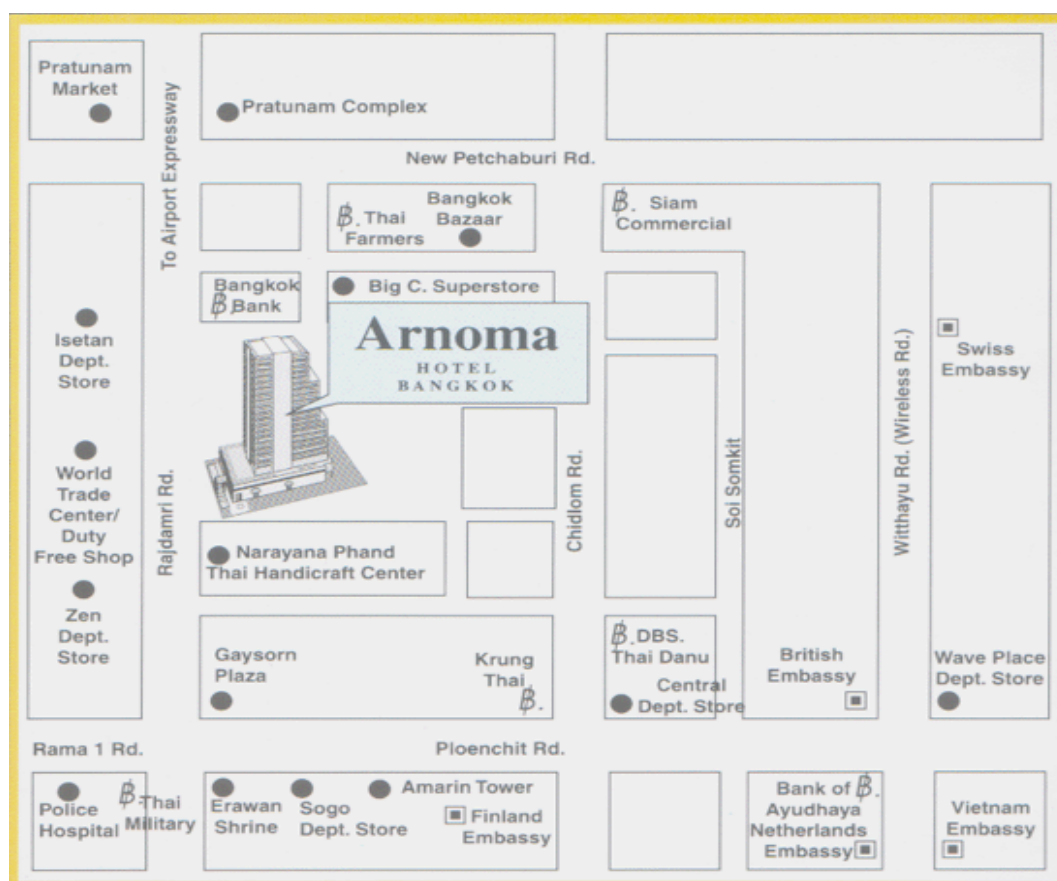 Pratunam
Market
Pratunam Complex
To Airport Expressway
New Petchaburi Rd.
฿. Thai
Farmers
Bangkok
Bazaar
฿. Siam
Commercial
Bangkok
฿. Bank
Big C. Superstore
Arnoma
HOTEL
BANGKOK
Isetan
Dept.
Store
Swiss
Embassy
World
Trade
Center/
Duty
Free Shop
Rajdamri Rd.
Chidlom Rd.
Soi Somkit
Witthayu Rd. (Wireless Rd.)
Narayana Phand
Thai Handicraft Center
Zen
Dept.
Store
Gaysorn
Plaza
Krung
Thai
฿.
฿. DBS.
Thai Danu
Central
Dept. Store
British
Embassy
Wave Place
Dept. Store
Rama 1 Rd.
Ploenchit Rd.
Police
Hospital
฿. Thai
Military
Erawan
Shrine
Sogo
Dept. Store
Amarin Tower
Finland
Embassy
Bank of ฿.
Ayudhaya
Netherlands
Embassy
Vietnam
Embassy